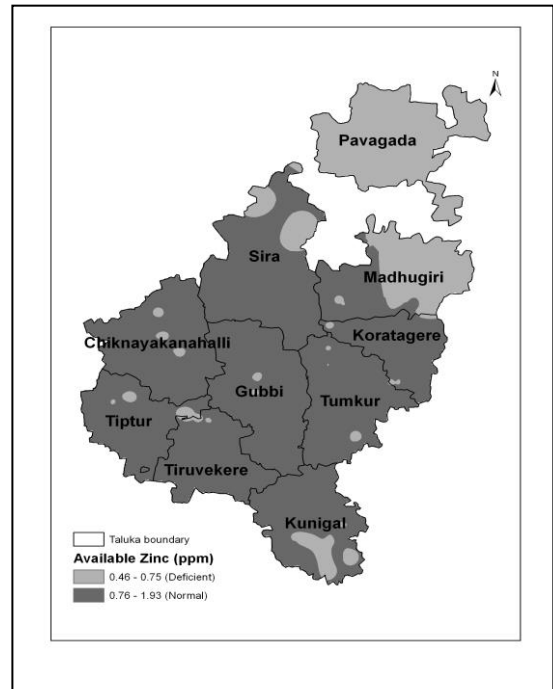 N
Pavagada
Sira
Madhugiri
Koratagere
Chiknayakanahalli
Gubbi
Tumkur
Tiptur
Tiruvekere
Kunigal
Taluka boundary
Available Zinc (ppm)
0.46 - 0.75 (Deficient)
0.76 - 1.93 (Normal)